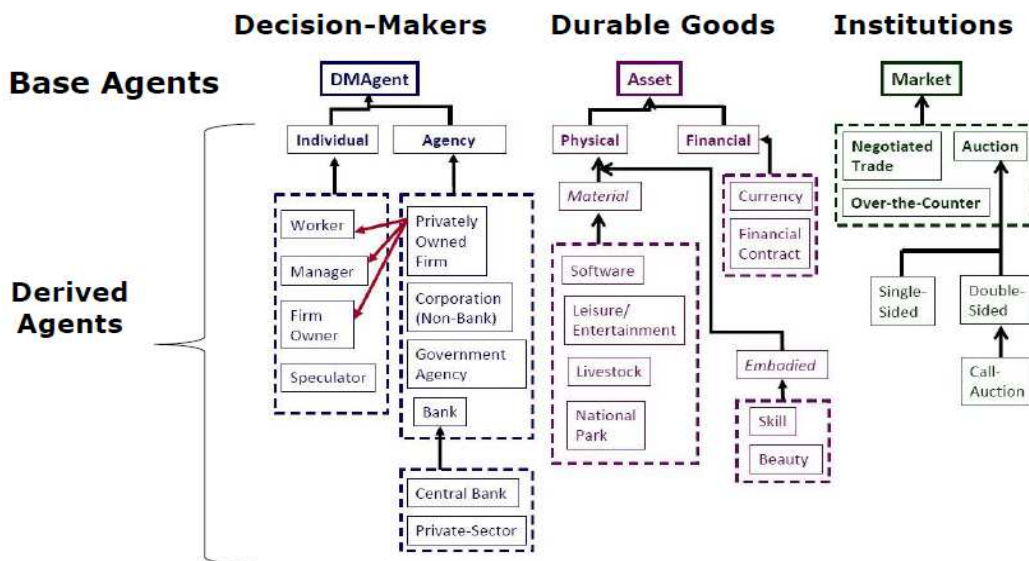 Decision-Makers
Durable Goods
Institutions
Base Agents
DMAgent
Asset
Market
Individual
Agency
Physical
Financial
Negotiated
Trade
Auction
Over-the-Counter
Material
Currency
Financial
Contract
Worker
Manager
Firm
Owner
Speculator
Privately
Owned
Firm
Corporation
(Non-Bank)
Government
Agency
Bank
Central Bank
Private-Sector
Derived
Agents
Software
Leisure/
Entertainment
Livestock
National
Park
Embodied
Skill
Beauty
Single-
Sided
Double-
Sided
Call-
Auction